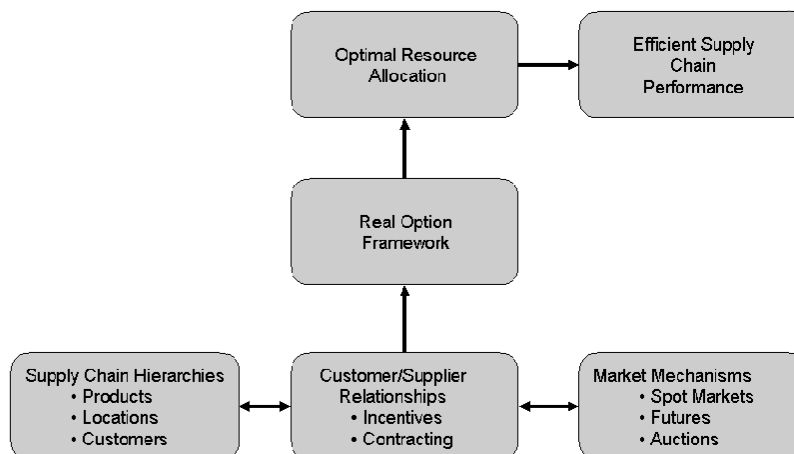 Optimal Resource
Allocation
Efficient Supply
Chain
Performance
Real Option
Framework
Supply Chain Hierarchies
• Products
• Locations
• Customers
Customer/Supplier
Relationships
• Incentives
• Contracting
Market Mechanisms
• Spot Markets
• Futures
• Auctions